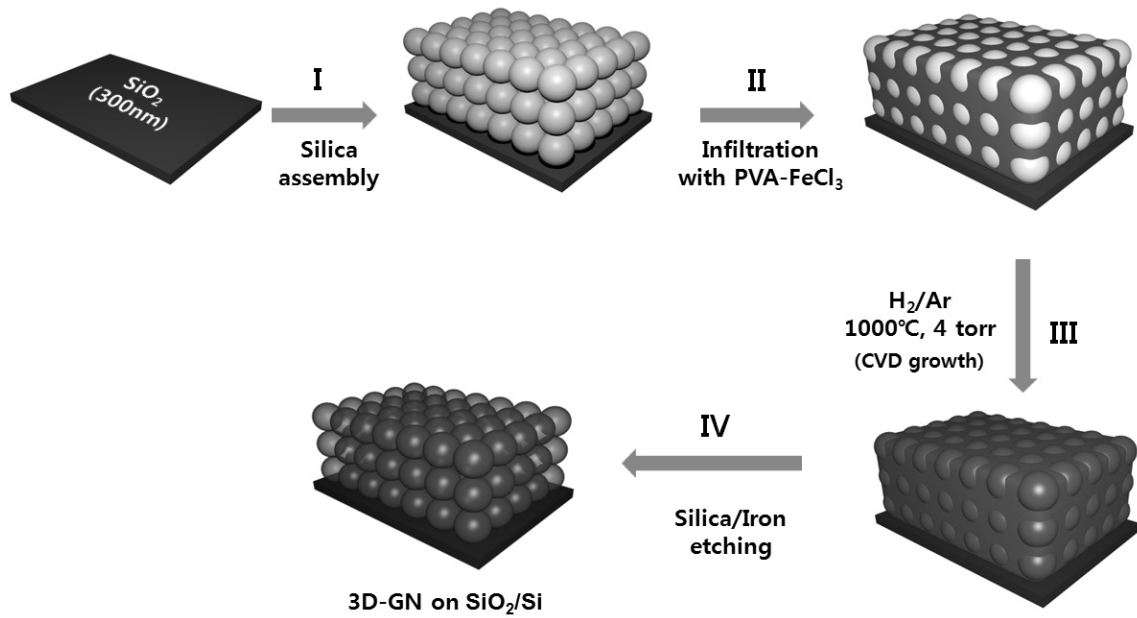 SiO₂
(300nm)
I
Silica
assembly
II
Infiltration
with PVA-FeCl₃
H₂/Ar
1000℃, 4 torr
(CVD growth)
III
IV
Silica/Iron
etching
3D-GN on SiO₂/Si